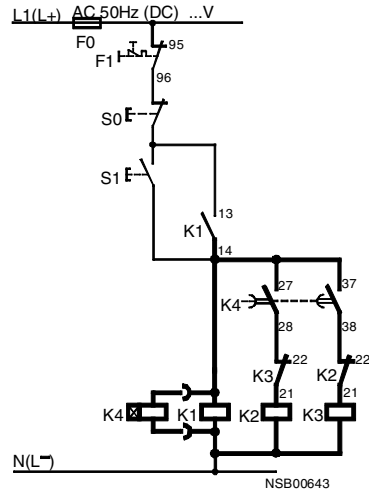 L1(L+) AC 50Hz (DC) ...V
F0
95
F1
96
S0
S1
13
K1
14
27 37
K4
28 38
22 22
K3 K2
21 21
K4 K1 K2 K3
N(L−)
NSB00643